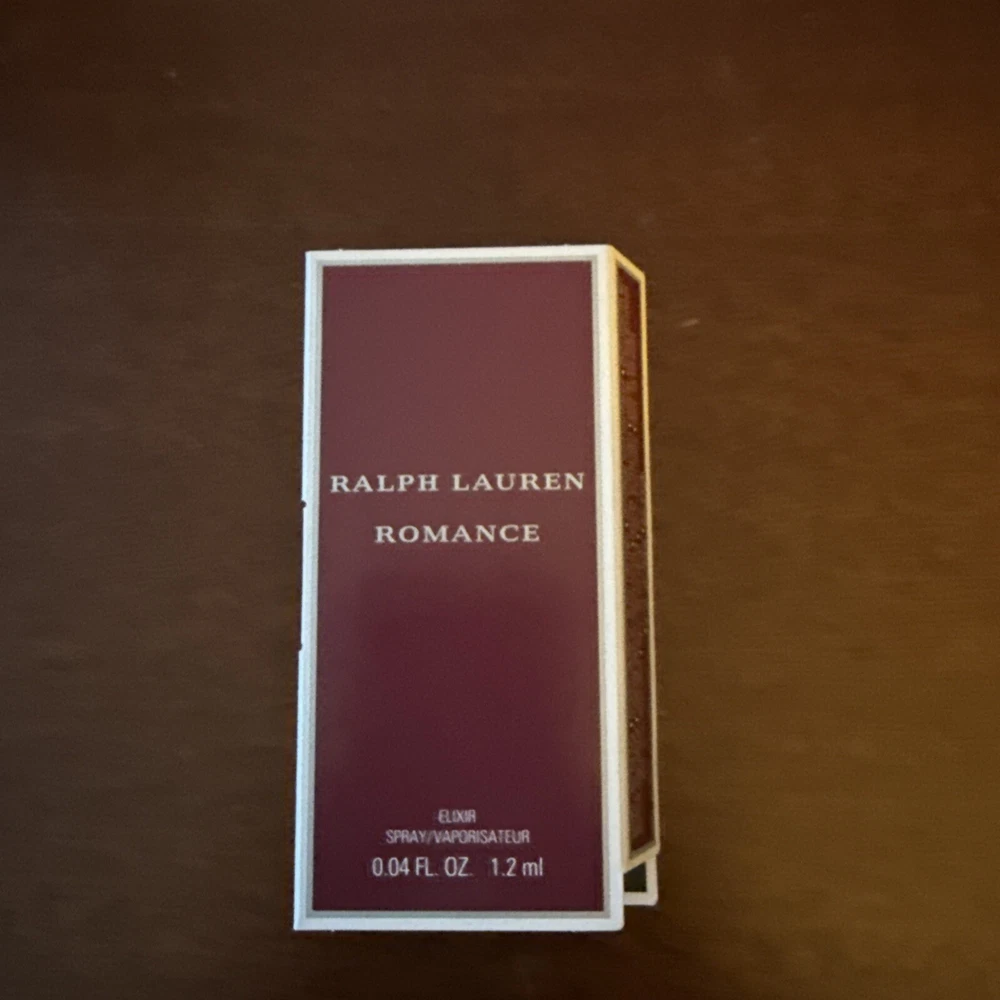 RALPH LAUREN
ROMANCE
ELIXIR
SPRAY/VAPORISATEUR
0.04 FL. OZ. 1.2 ml